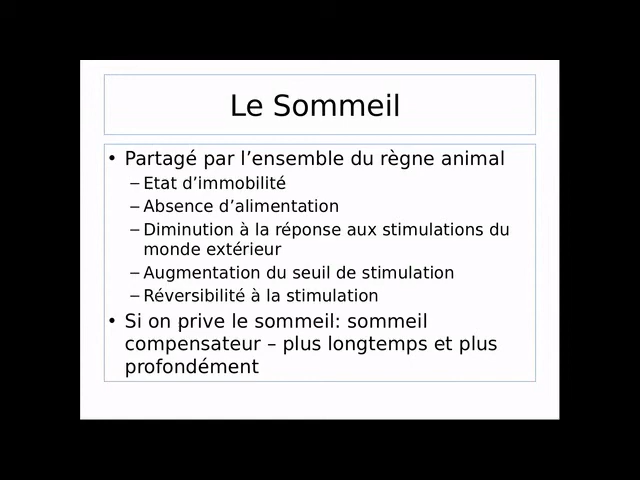 Le Sommeil
• Partagé par l’ensemble du règne animal
– Etat d’immobilité
– Absence d’alimentation
– Diminution à la réponse aux stimulations du
monde extérieur
– Augmentation du seuil de stimulation
– Réversibilité à la stimulation
• Si on prive le sommeil: sommeil
compensateur – plus longtemps et plus
profondément